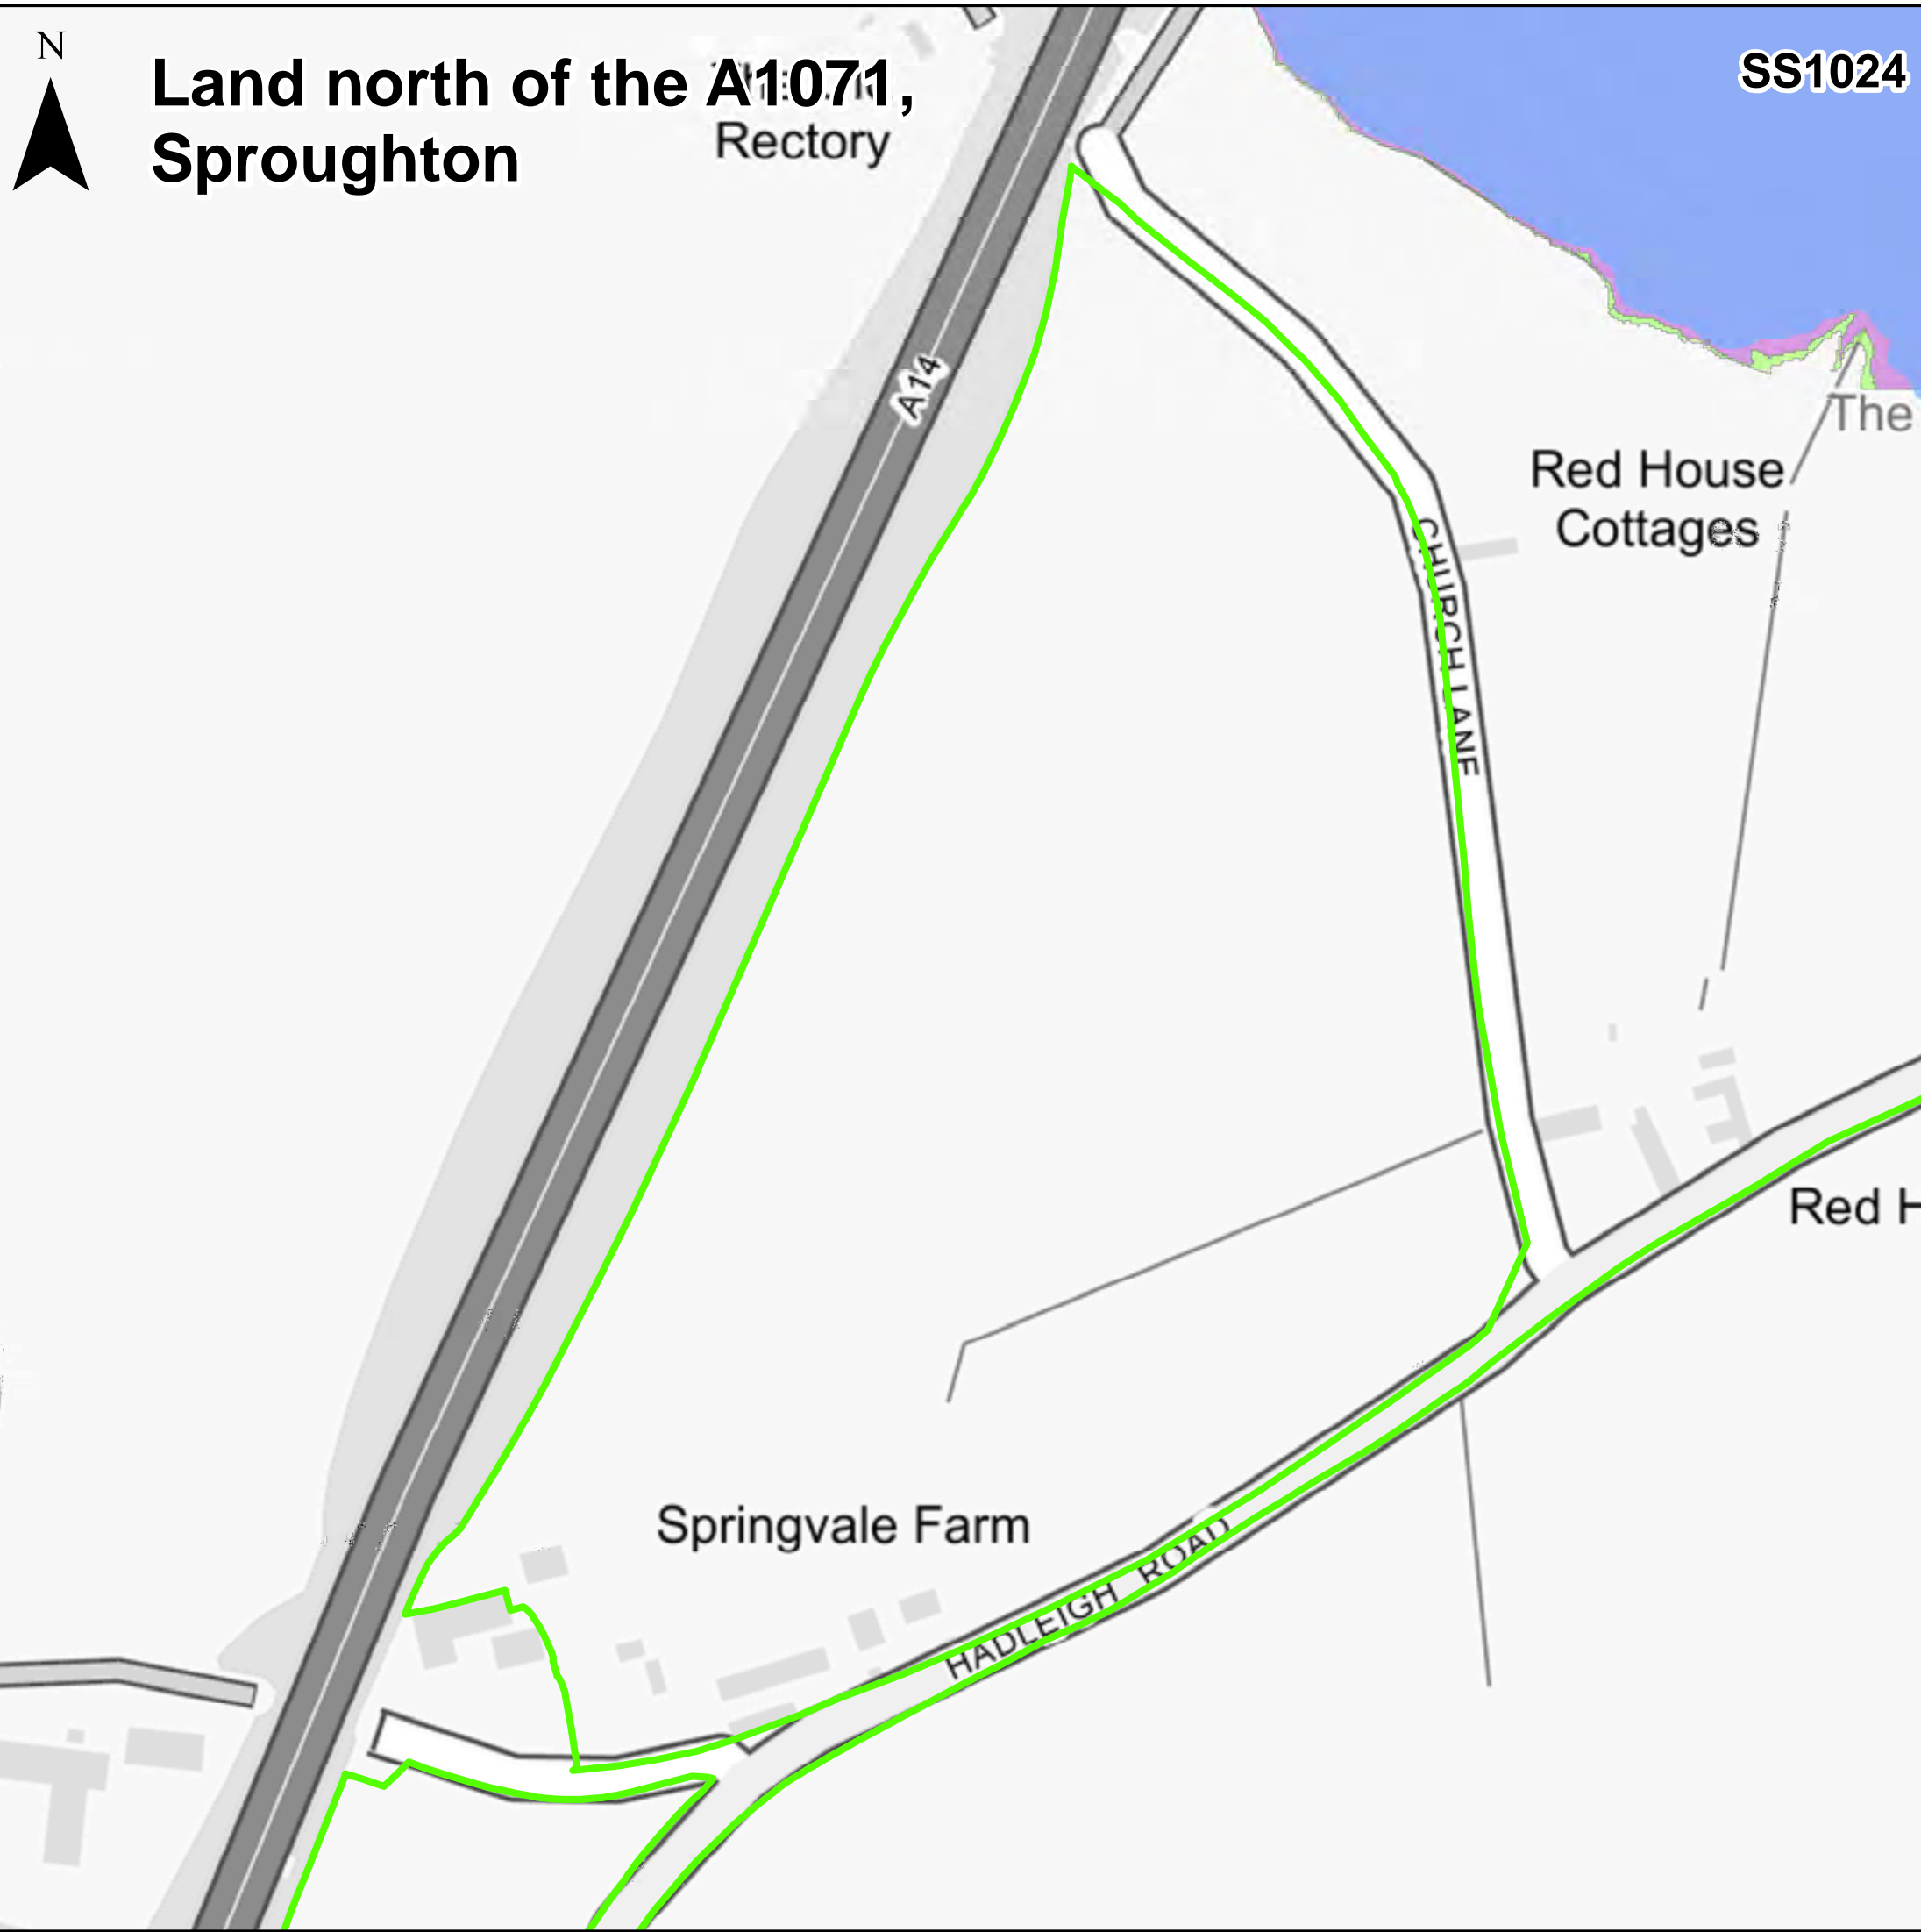 N
Land north of the A1071,
Sproughton
SS1024
Rectory
A14
The
Red House
Cottages
CHURCH LANE
Red H
Springvale Farm
HADLEIGH ROAD